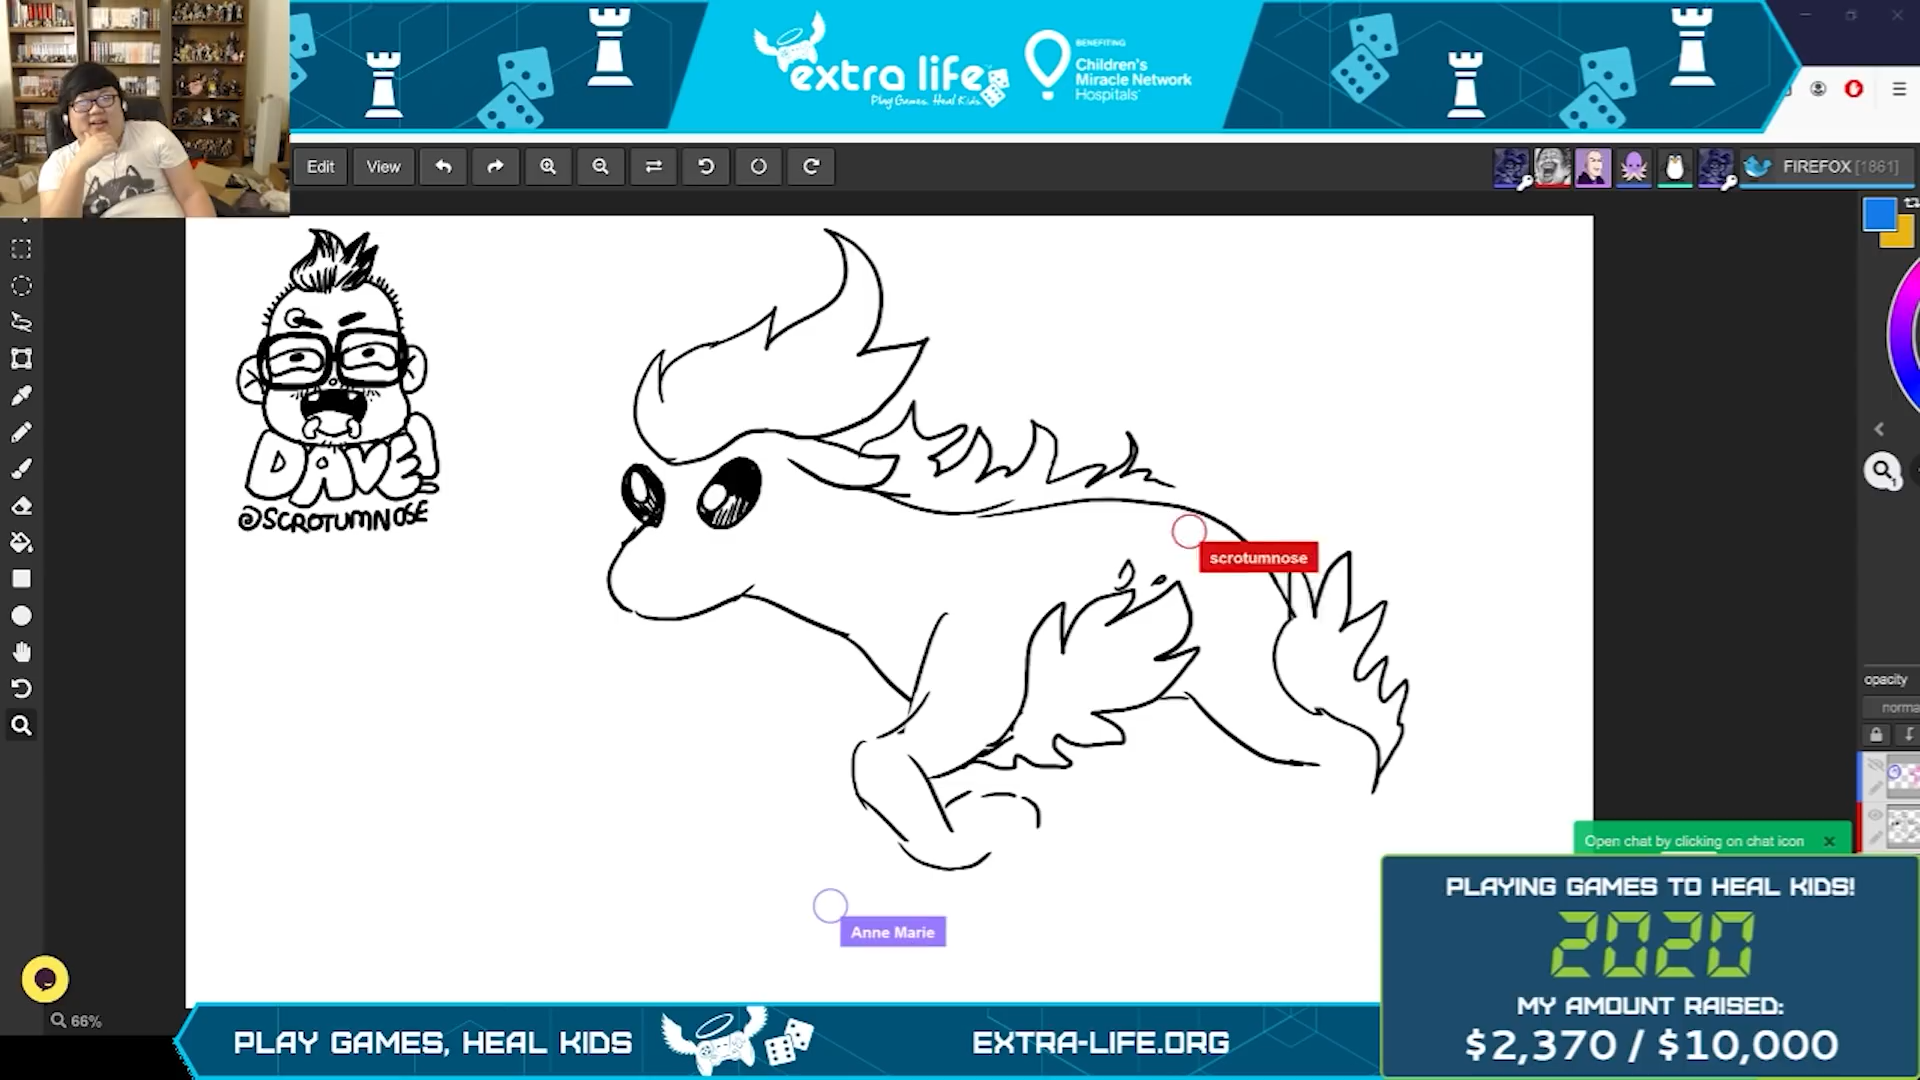 extra life
Play Games. Heal Kids.
BENEFITING
Children's
Miracle Network
Hospitals
Edit
View
FIREFOX [1861]
DAVE!
@SCROTUMNOSE
scrotumnose
Anne Marie
opacity
norma
Open chat by clicking on chat icon
66%
PLAYING GAMES TO HEAL KIDS!
2020
MY AMOUNT RAISED:
$2,370 / $10,000
PLAY GAMES, HEAL KIDS
EXTRA-LIFE.ORG